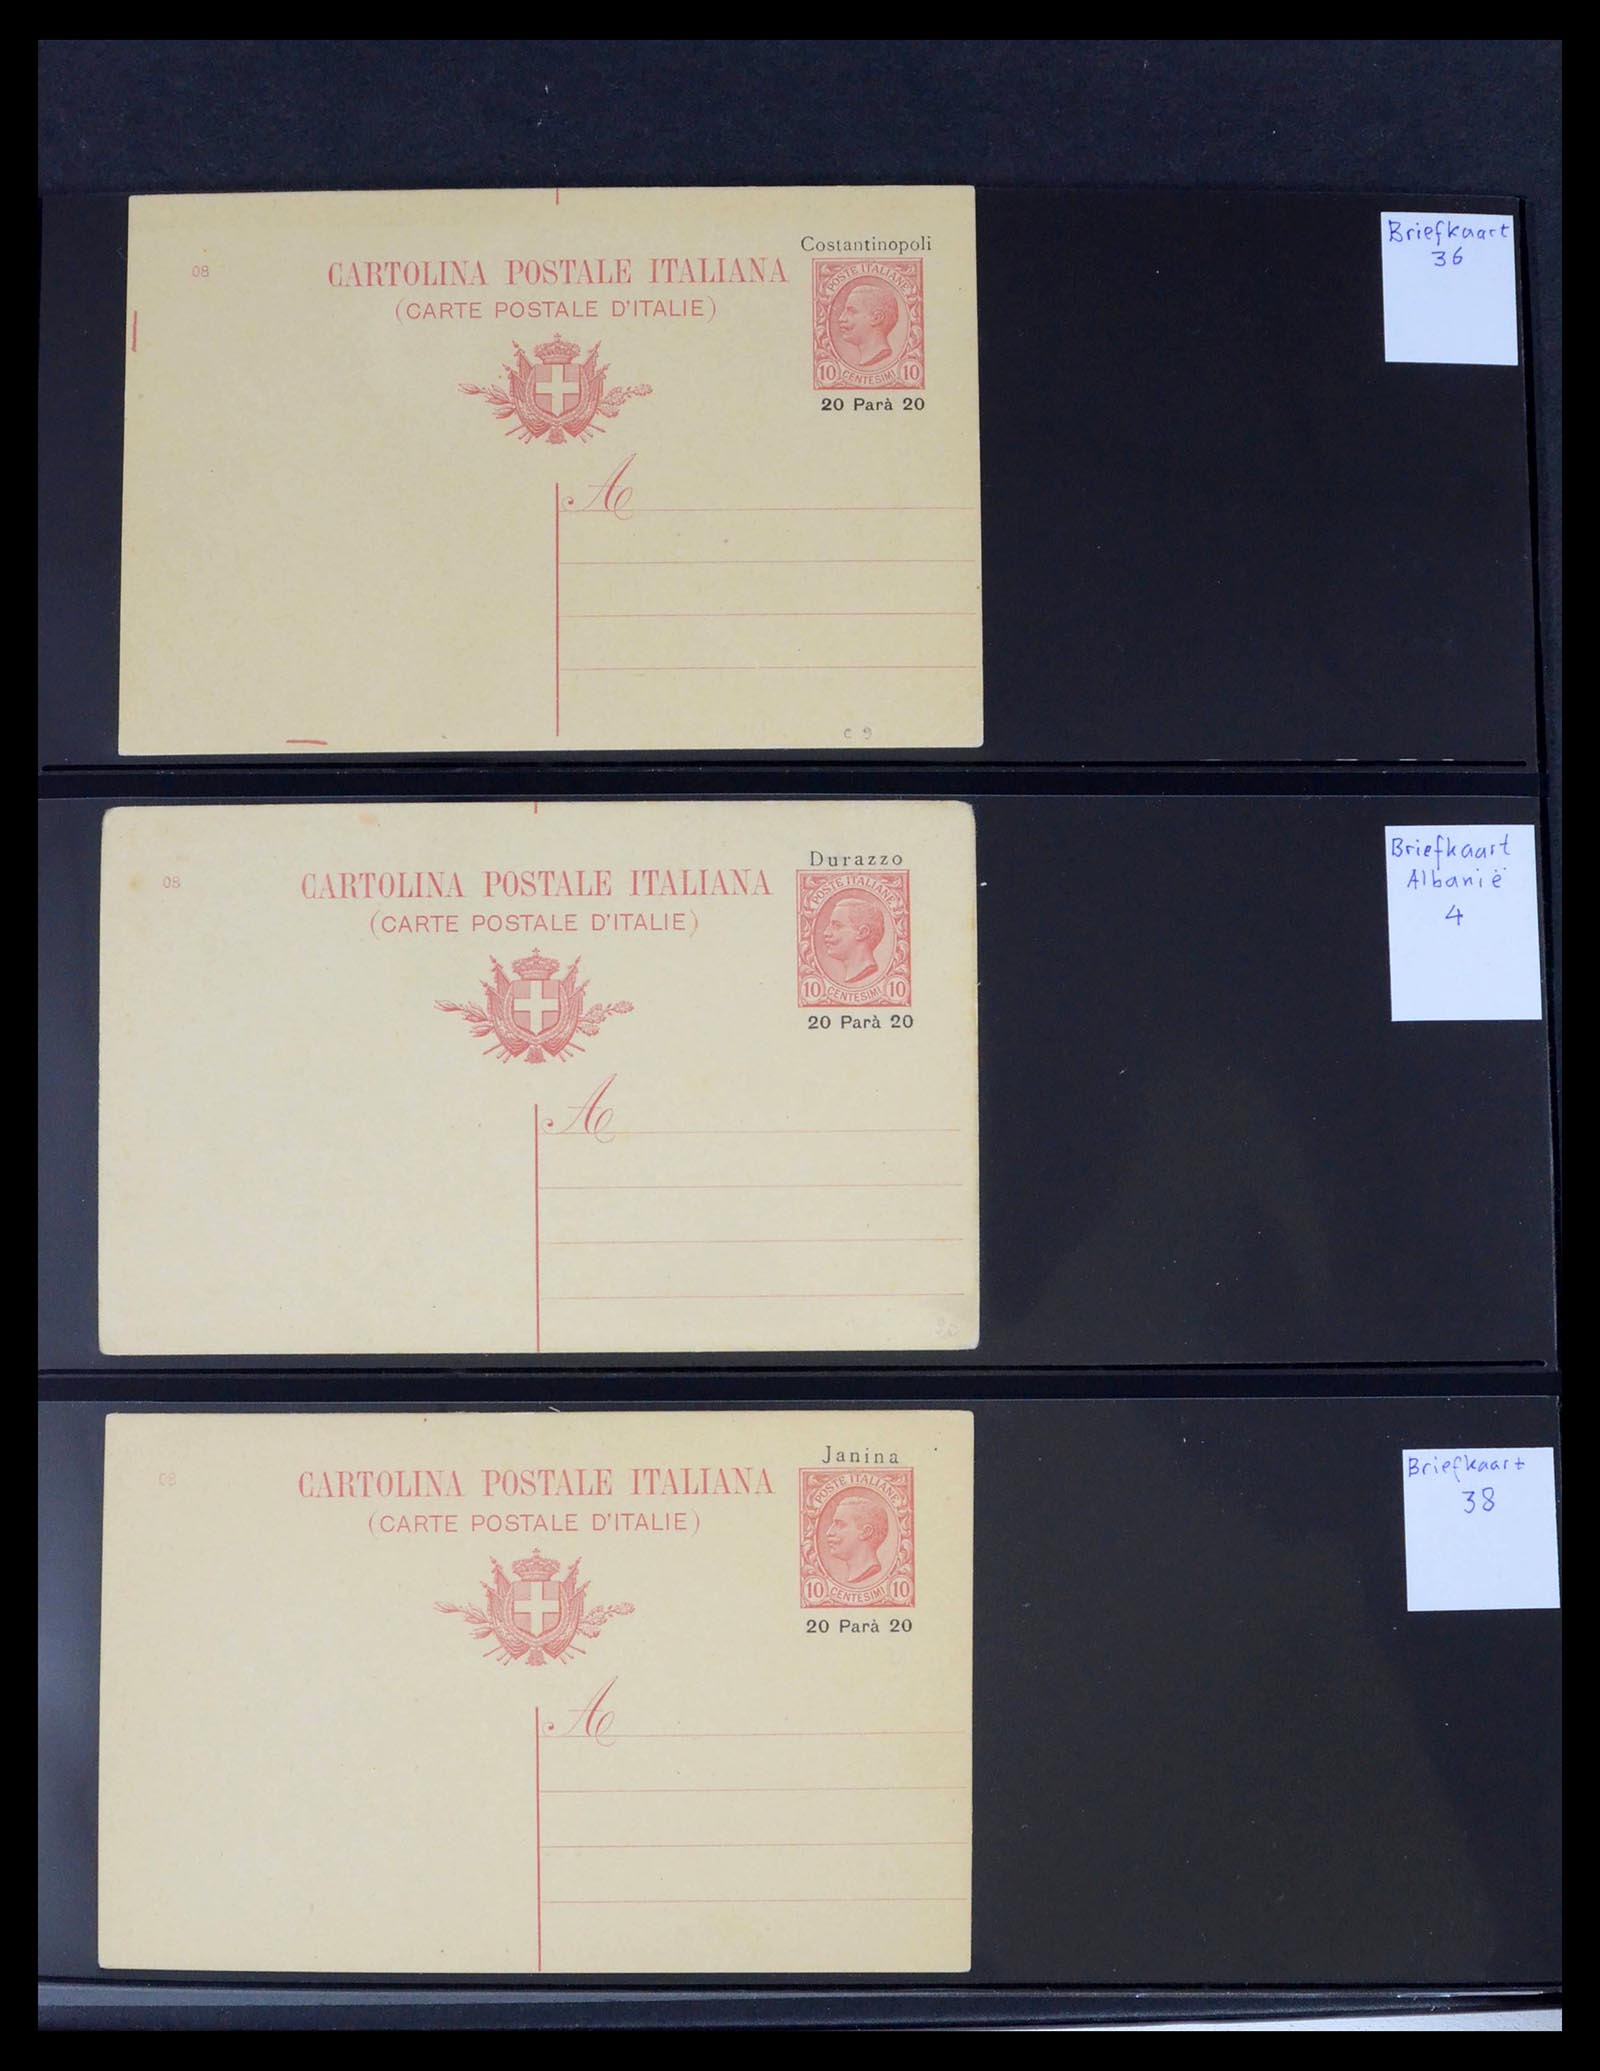 Costantinopoli
08
CARTOLINA POSTALE ITALIANA
(CARTE POSTALE D'ITALIE)
POSTE ITALIANE
10 CENTESIMI 10
20 Parà 20
A
c 9
Briefkaart
36
Durazzo
08
CARTOLINA POSTALE ITALIANA
(CARTE POSTALE D'ITALIE)
POSTE ITALIANE
10 CENTESIMI 10
20 Parà 20
A
Briefkaart
Albanië
4
Janina
08
CARTOLINA POSTALE ITALIANA
(CARTE POSTALE D'ITALIE)
POSTE ITALIANE
10 CENTESIMI 10
20 Parà 20
A
Briefkaart
38